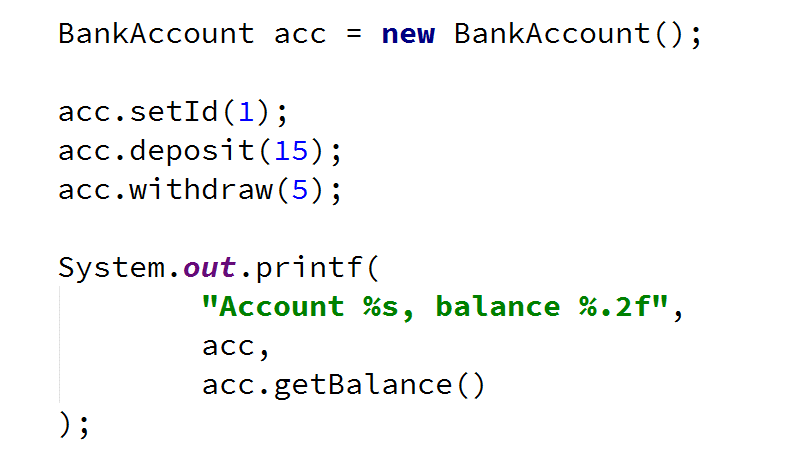 BankAccount acc = new BankAccount();
acc.setId(1);
acc.deposit(15);
acc.withdraw(5);
System.out.printf(
"Account %s, balance %.2f",
acc,
acc.getBalance()
);